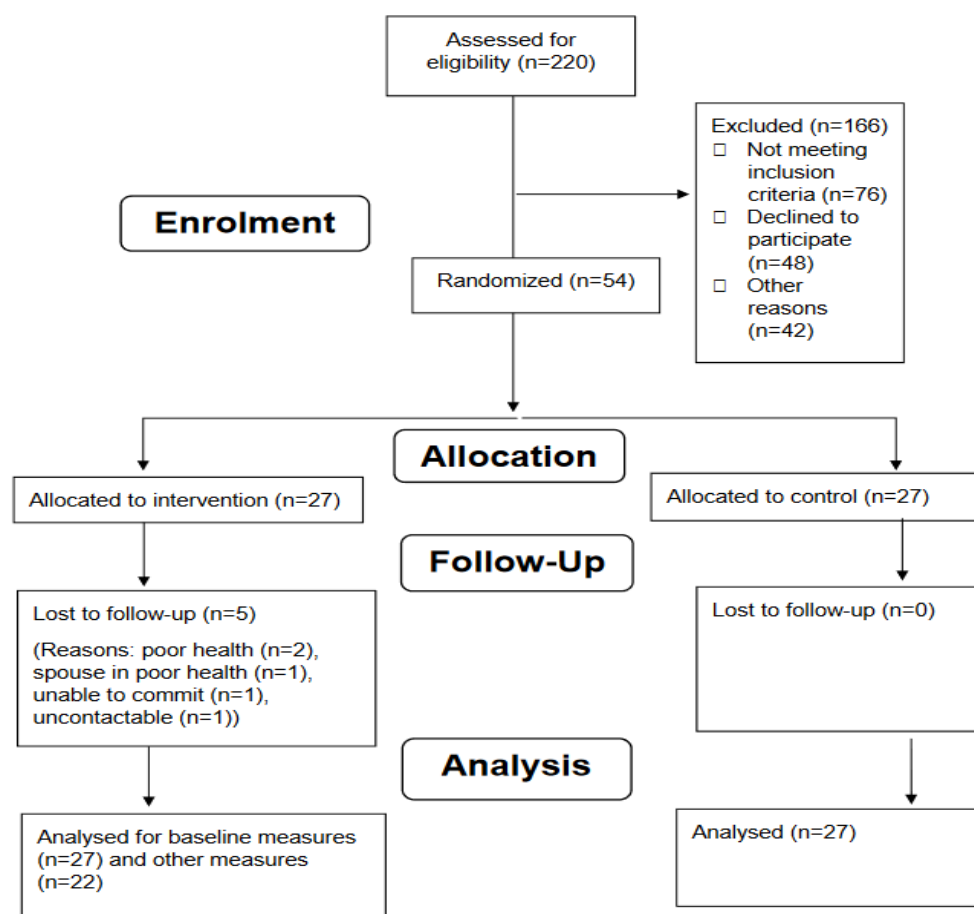 Assessed for
eligibility (n=220)
Excluded (n=166)
□ Not meeting
inclusion
criteria (n=76)
□ Declined to
participate
(n=48)
□ Other
reasons
(n=42)
Enrolment
Randomized (n=54)
Allocation
Allocated to intervention (n=27)
Allocated to control (n=27)
Follow-Up
Lost to follow-up (n=5)
(Reasons: poor health (n=2),
spouse in poor health (n=1),
unable to commit (n=1),
uncontactable (n=1))
Lost to follow-up (n=0)
Analysis
Analysed for baseline measures
(n=27) and other measures
(n=22)
Analysed (n=27)